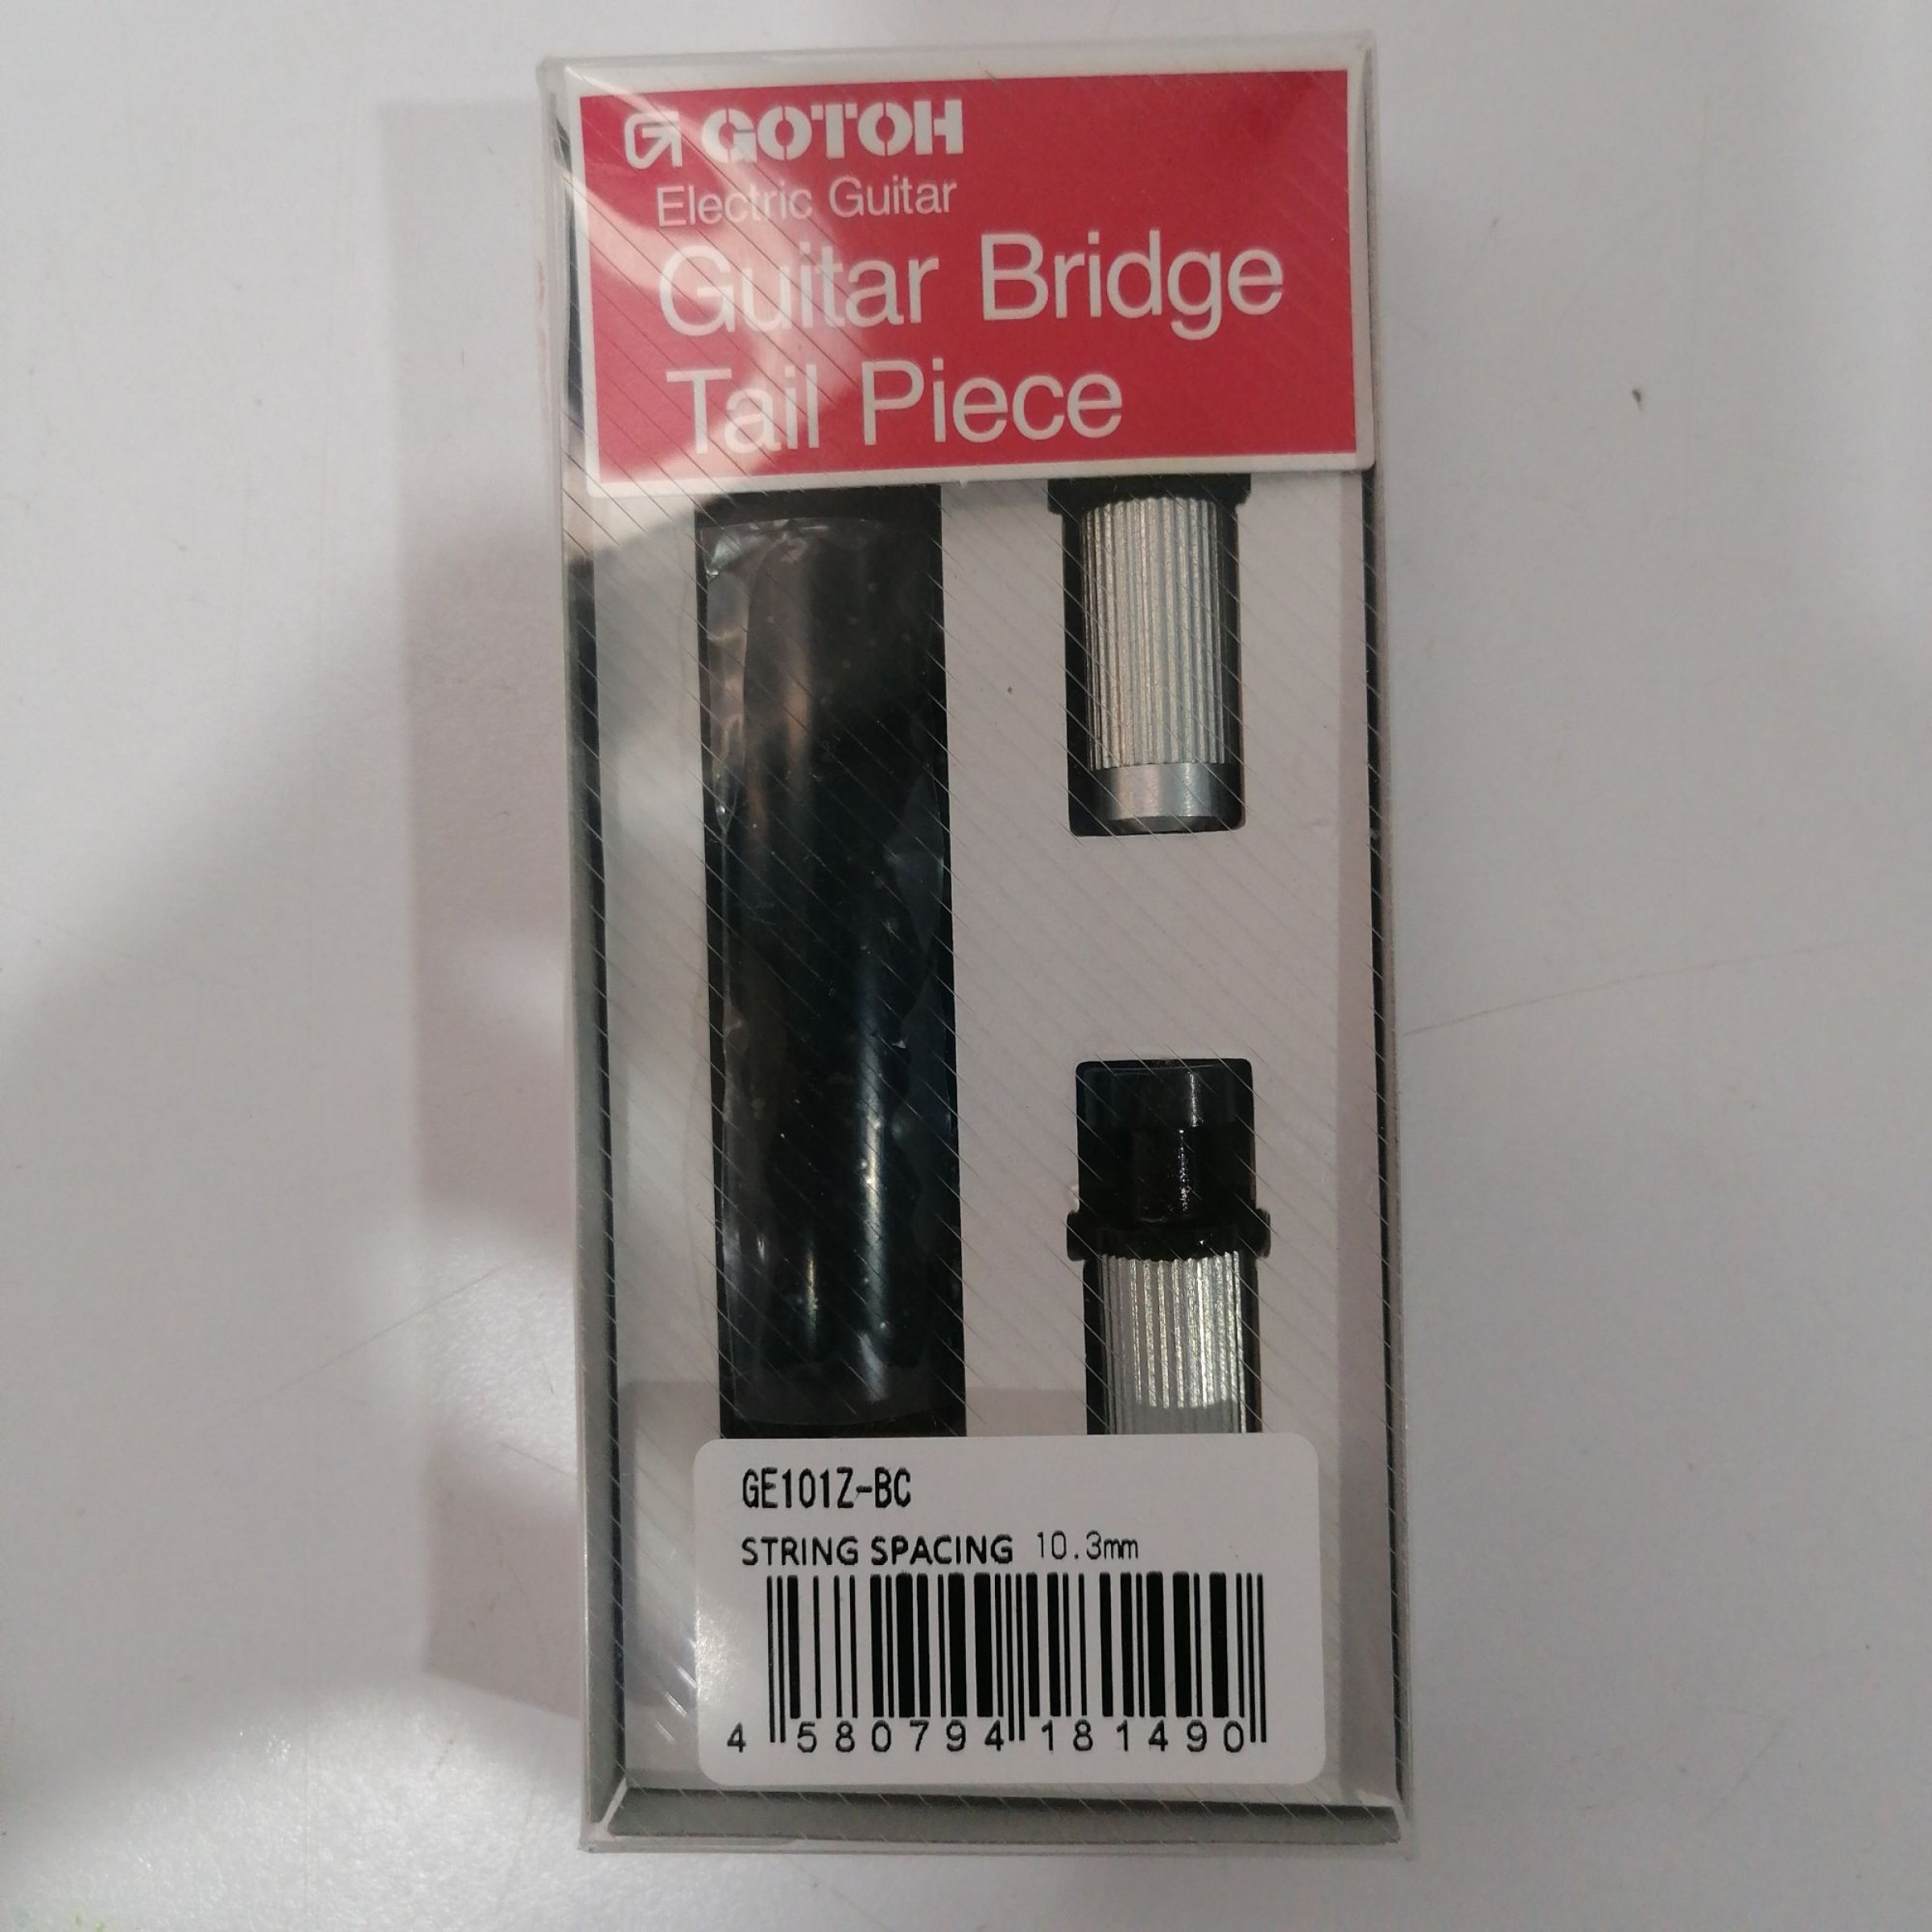 GOTOH
Electric Guitar
Guitar Bridge
Tail Piece
GE101Z-BC
STRING SPACING 10.3mm
4 580794 181490